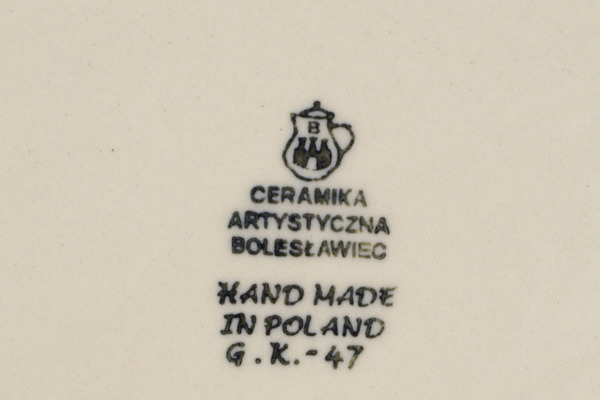 B
CERAMIKA
ARTYSTYCZNA
BOLESŁAWIEC
HAND MADE
IN POLAND
G.K.-47